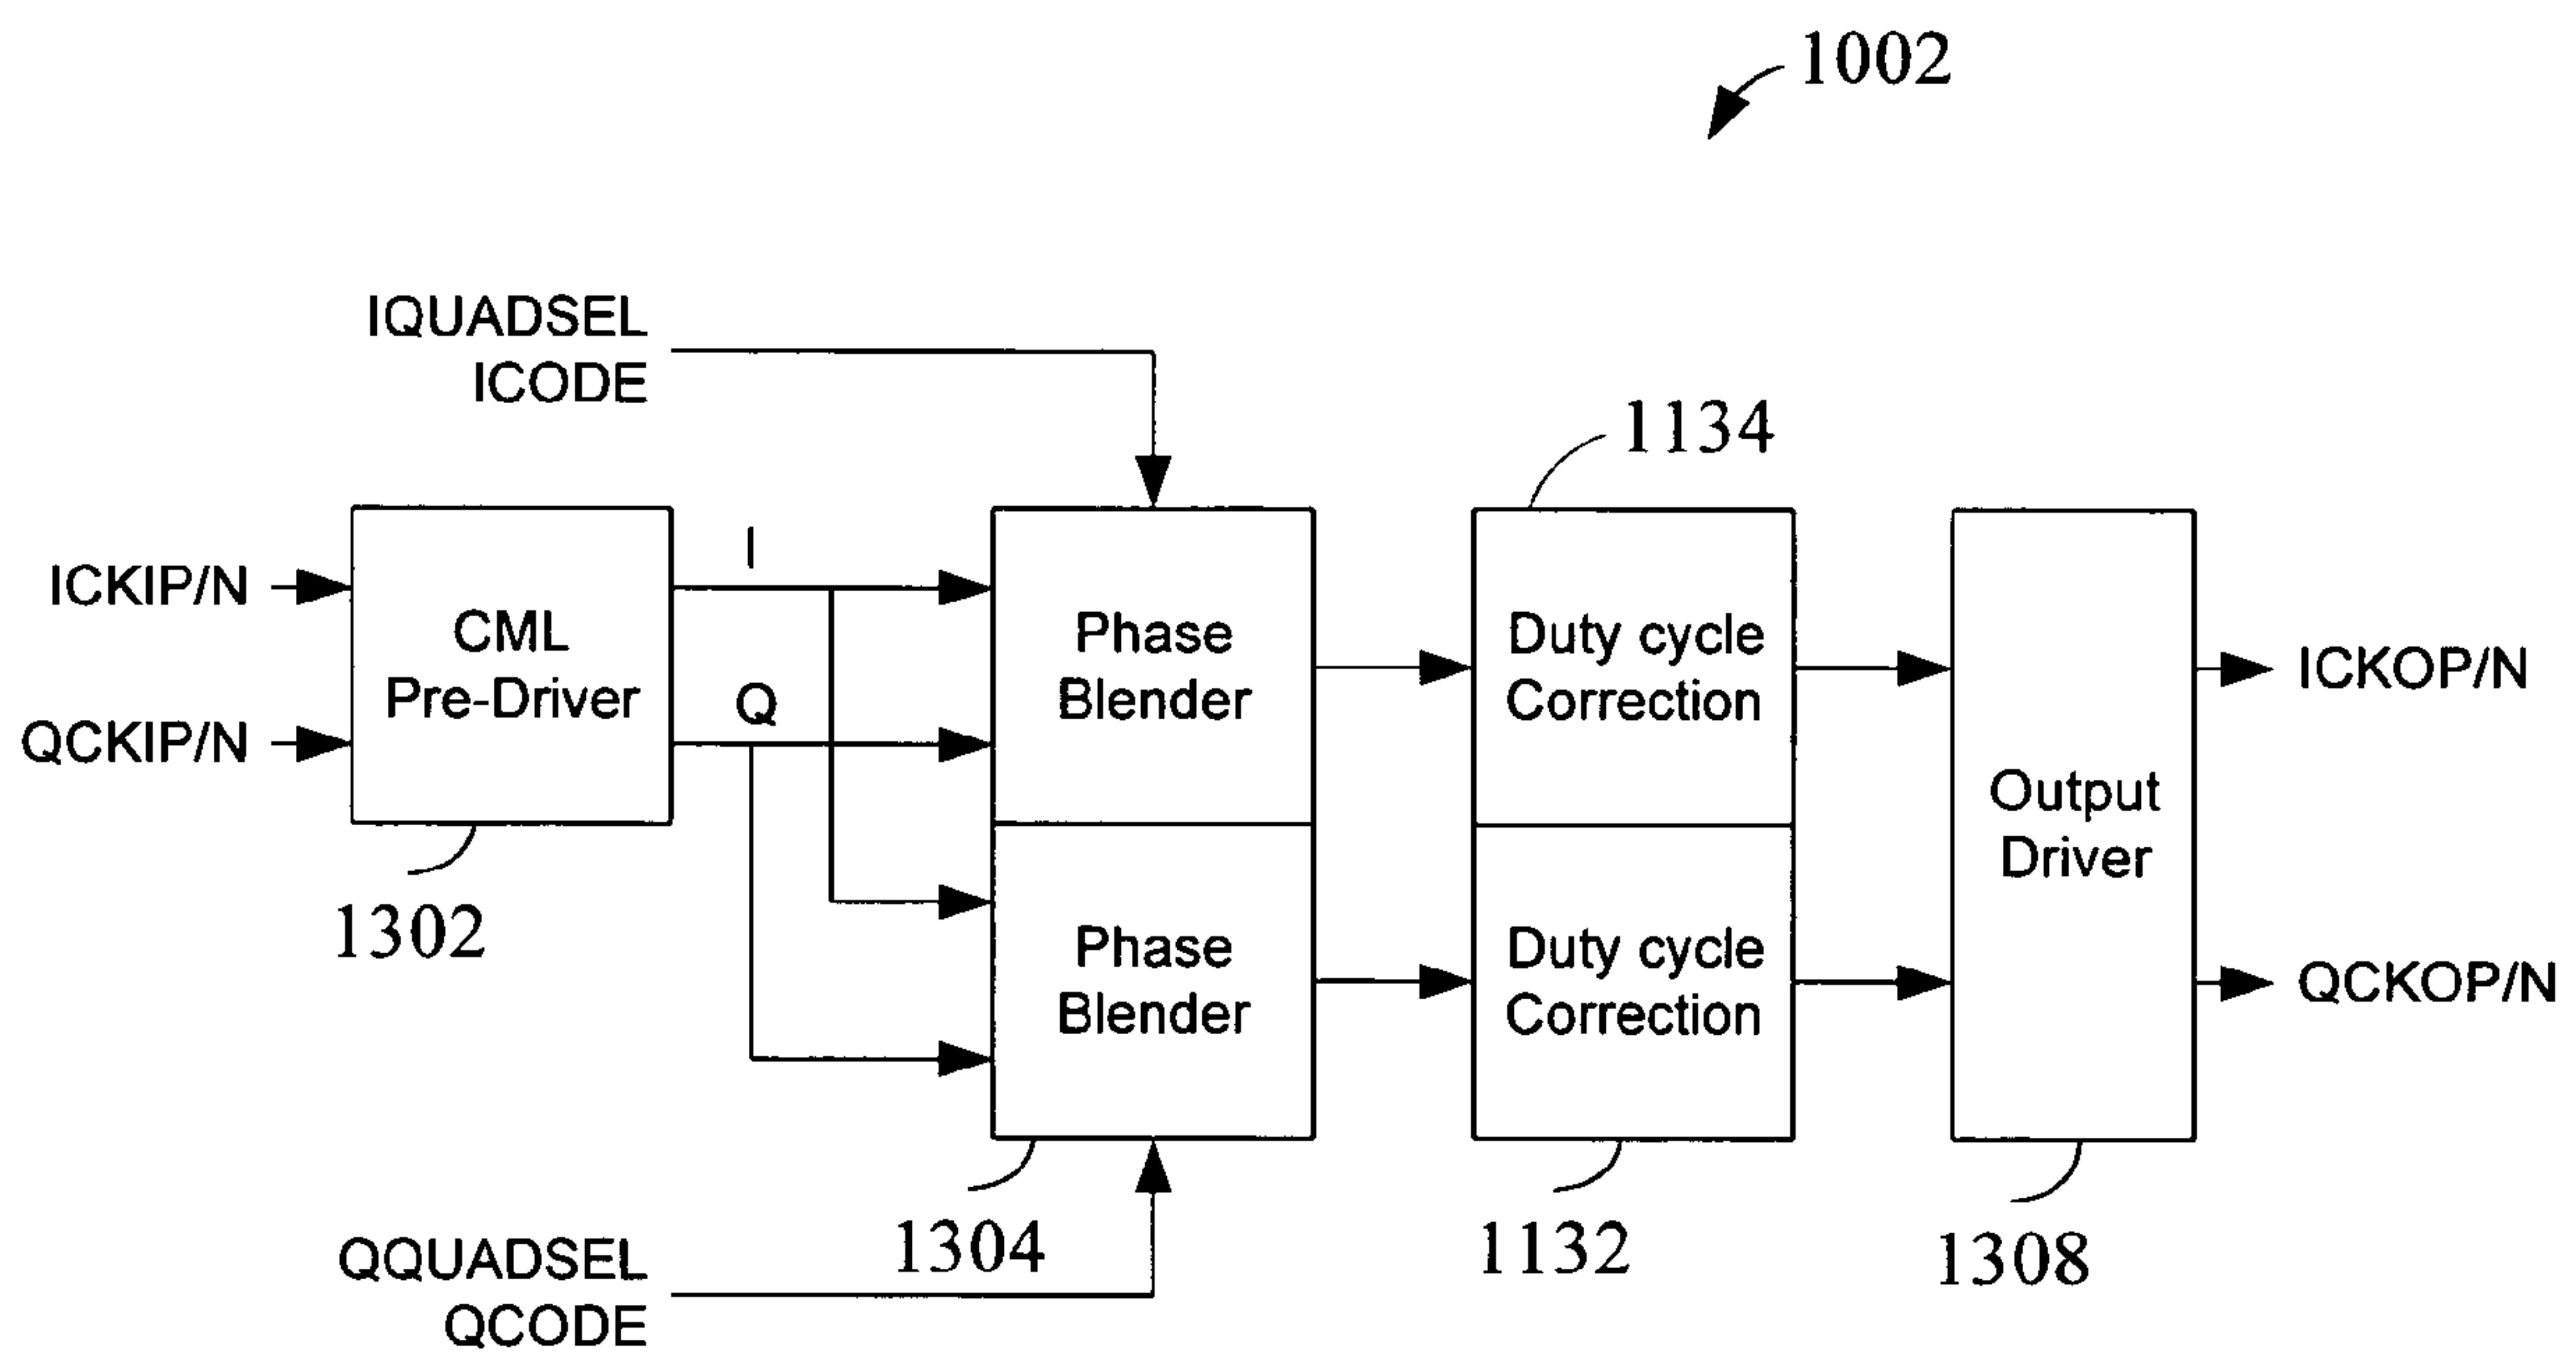 1002
IQUADSEL
ICODE
1134
ICKIP/N
QCKIP/N
CML
Pre-Driver
1302
I
Q
Phase
Blender
Phase
Blender
1304
Duty cycle
Correction
Duty cycle
Correction
1132
Output
Driver
1308
ICKOP/N
QCKOP/N
QQUADSEL
QCODE